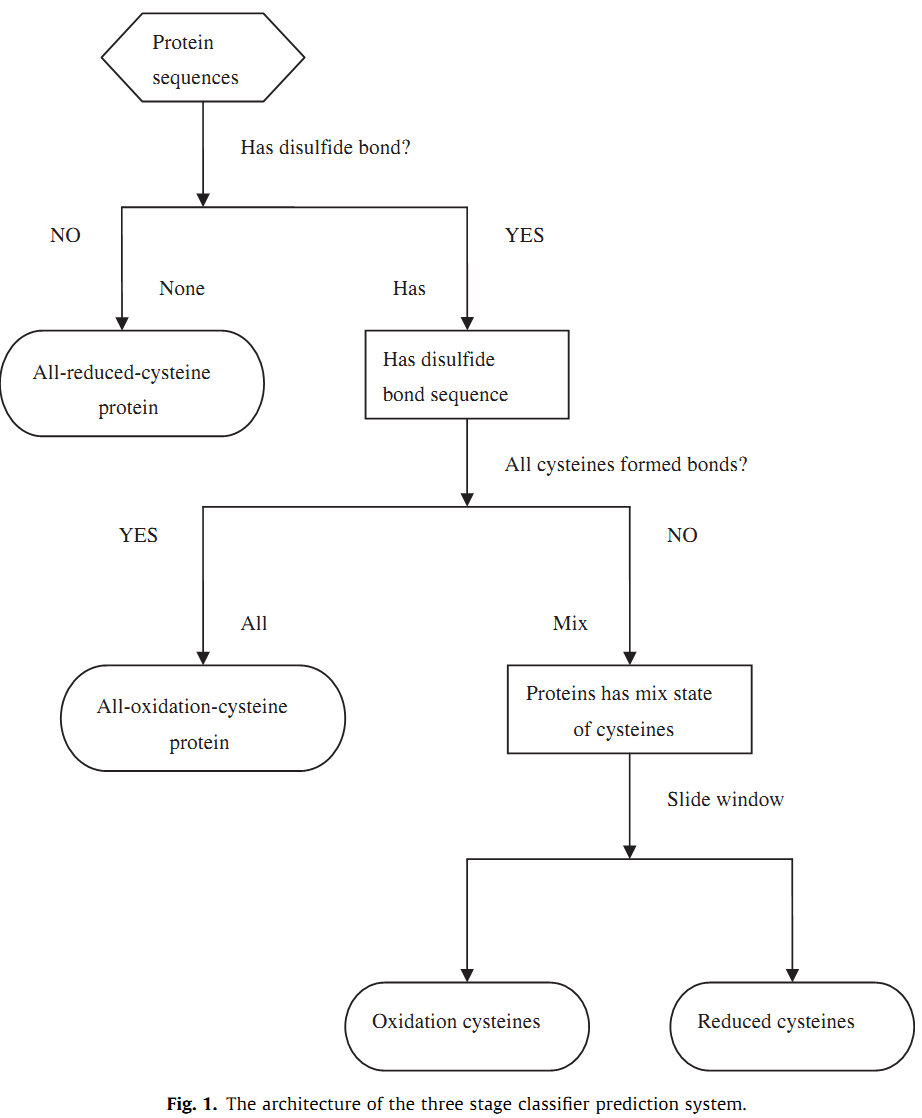 Protein
sequences
Has disulfide bond?
NO
YES
None
Has
All-reduced-cysteine
protein
Has disulfide
bond sequence
All cysteines formed bonds?
YES
NO
All
Mix
All-oxidation-cysteine
protein
Proteins has mix state
of cysteines
Slide window
Oxidation cysteines
Reduced cysteines
Fig. 1. The architecture of the three stage classifier prediction system.